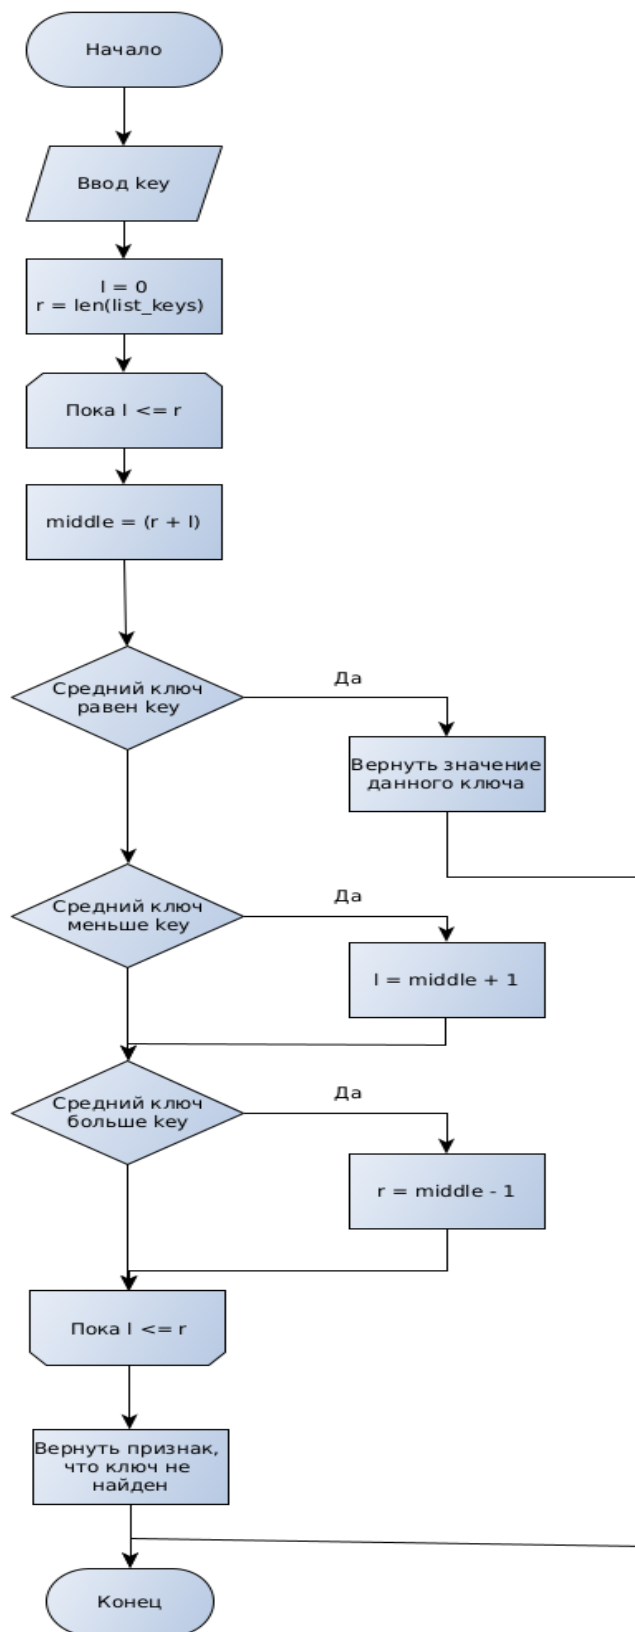 Начало
Ввод key
l = 0
r = len(list_keys)
Пока l <= r
middle = (r + l)
Средний ключ
равен key
Да
Вернуть значение
данного ключа
Средний ключ
меньше key
Да
l = middle + 1
Средний ключ
больше key
Да
r = middle - 1
Пока l <= r
Вернуть признак,
что ключ не
найден
Конец